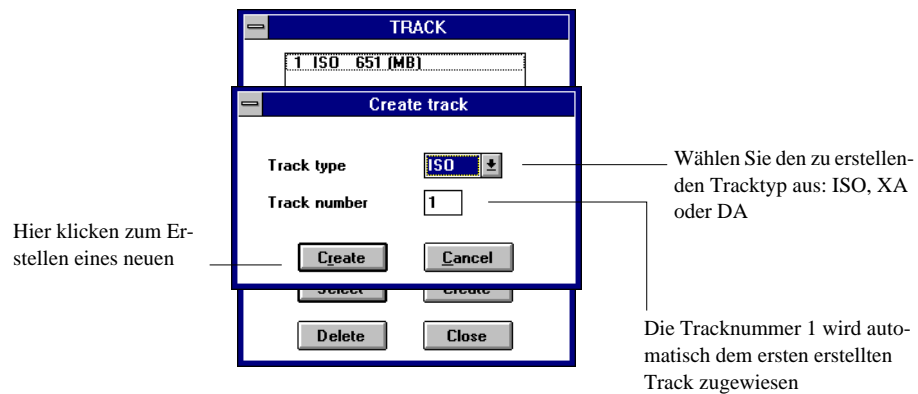 TRACK
1 ISO 651 (MB)
Create track
Track type
ISO
Wählen Sie den zu erstellen-
den Tracktyp aus: ISO, XA
oder DA
Track number
1
Hier klicken zum Er-
stellen eines neuen
Create
Cancel
Select
Create
Delete
Close
Die Tracknummer 1 wird auto-
matisch dem ersten erstellten
Track zugewiesen